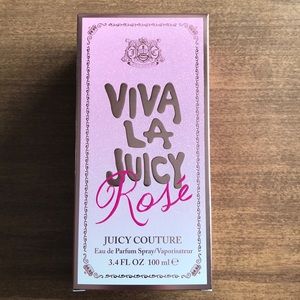 VIVA
LA
JUICY
Rosé
JUICY COUTURE
Eau de Parfum Spray/Vaporisateur
3.4 FL OZ 100 ml ℮